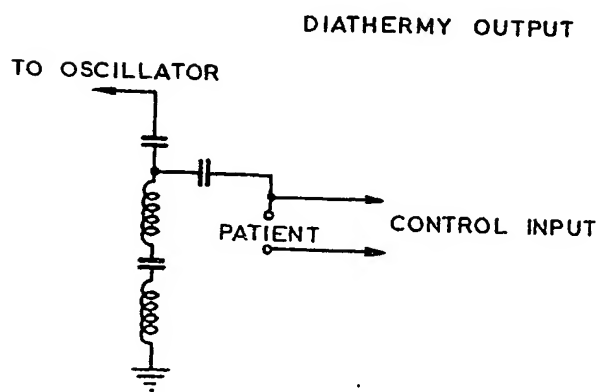 DIATHERMY OUTPUT
TO OSCILLATOR
PATIENT
CONTROL INPUT